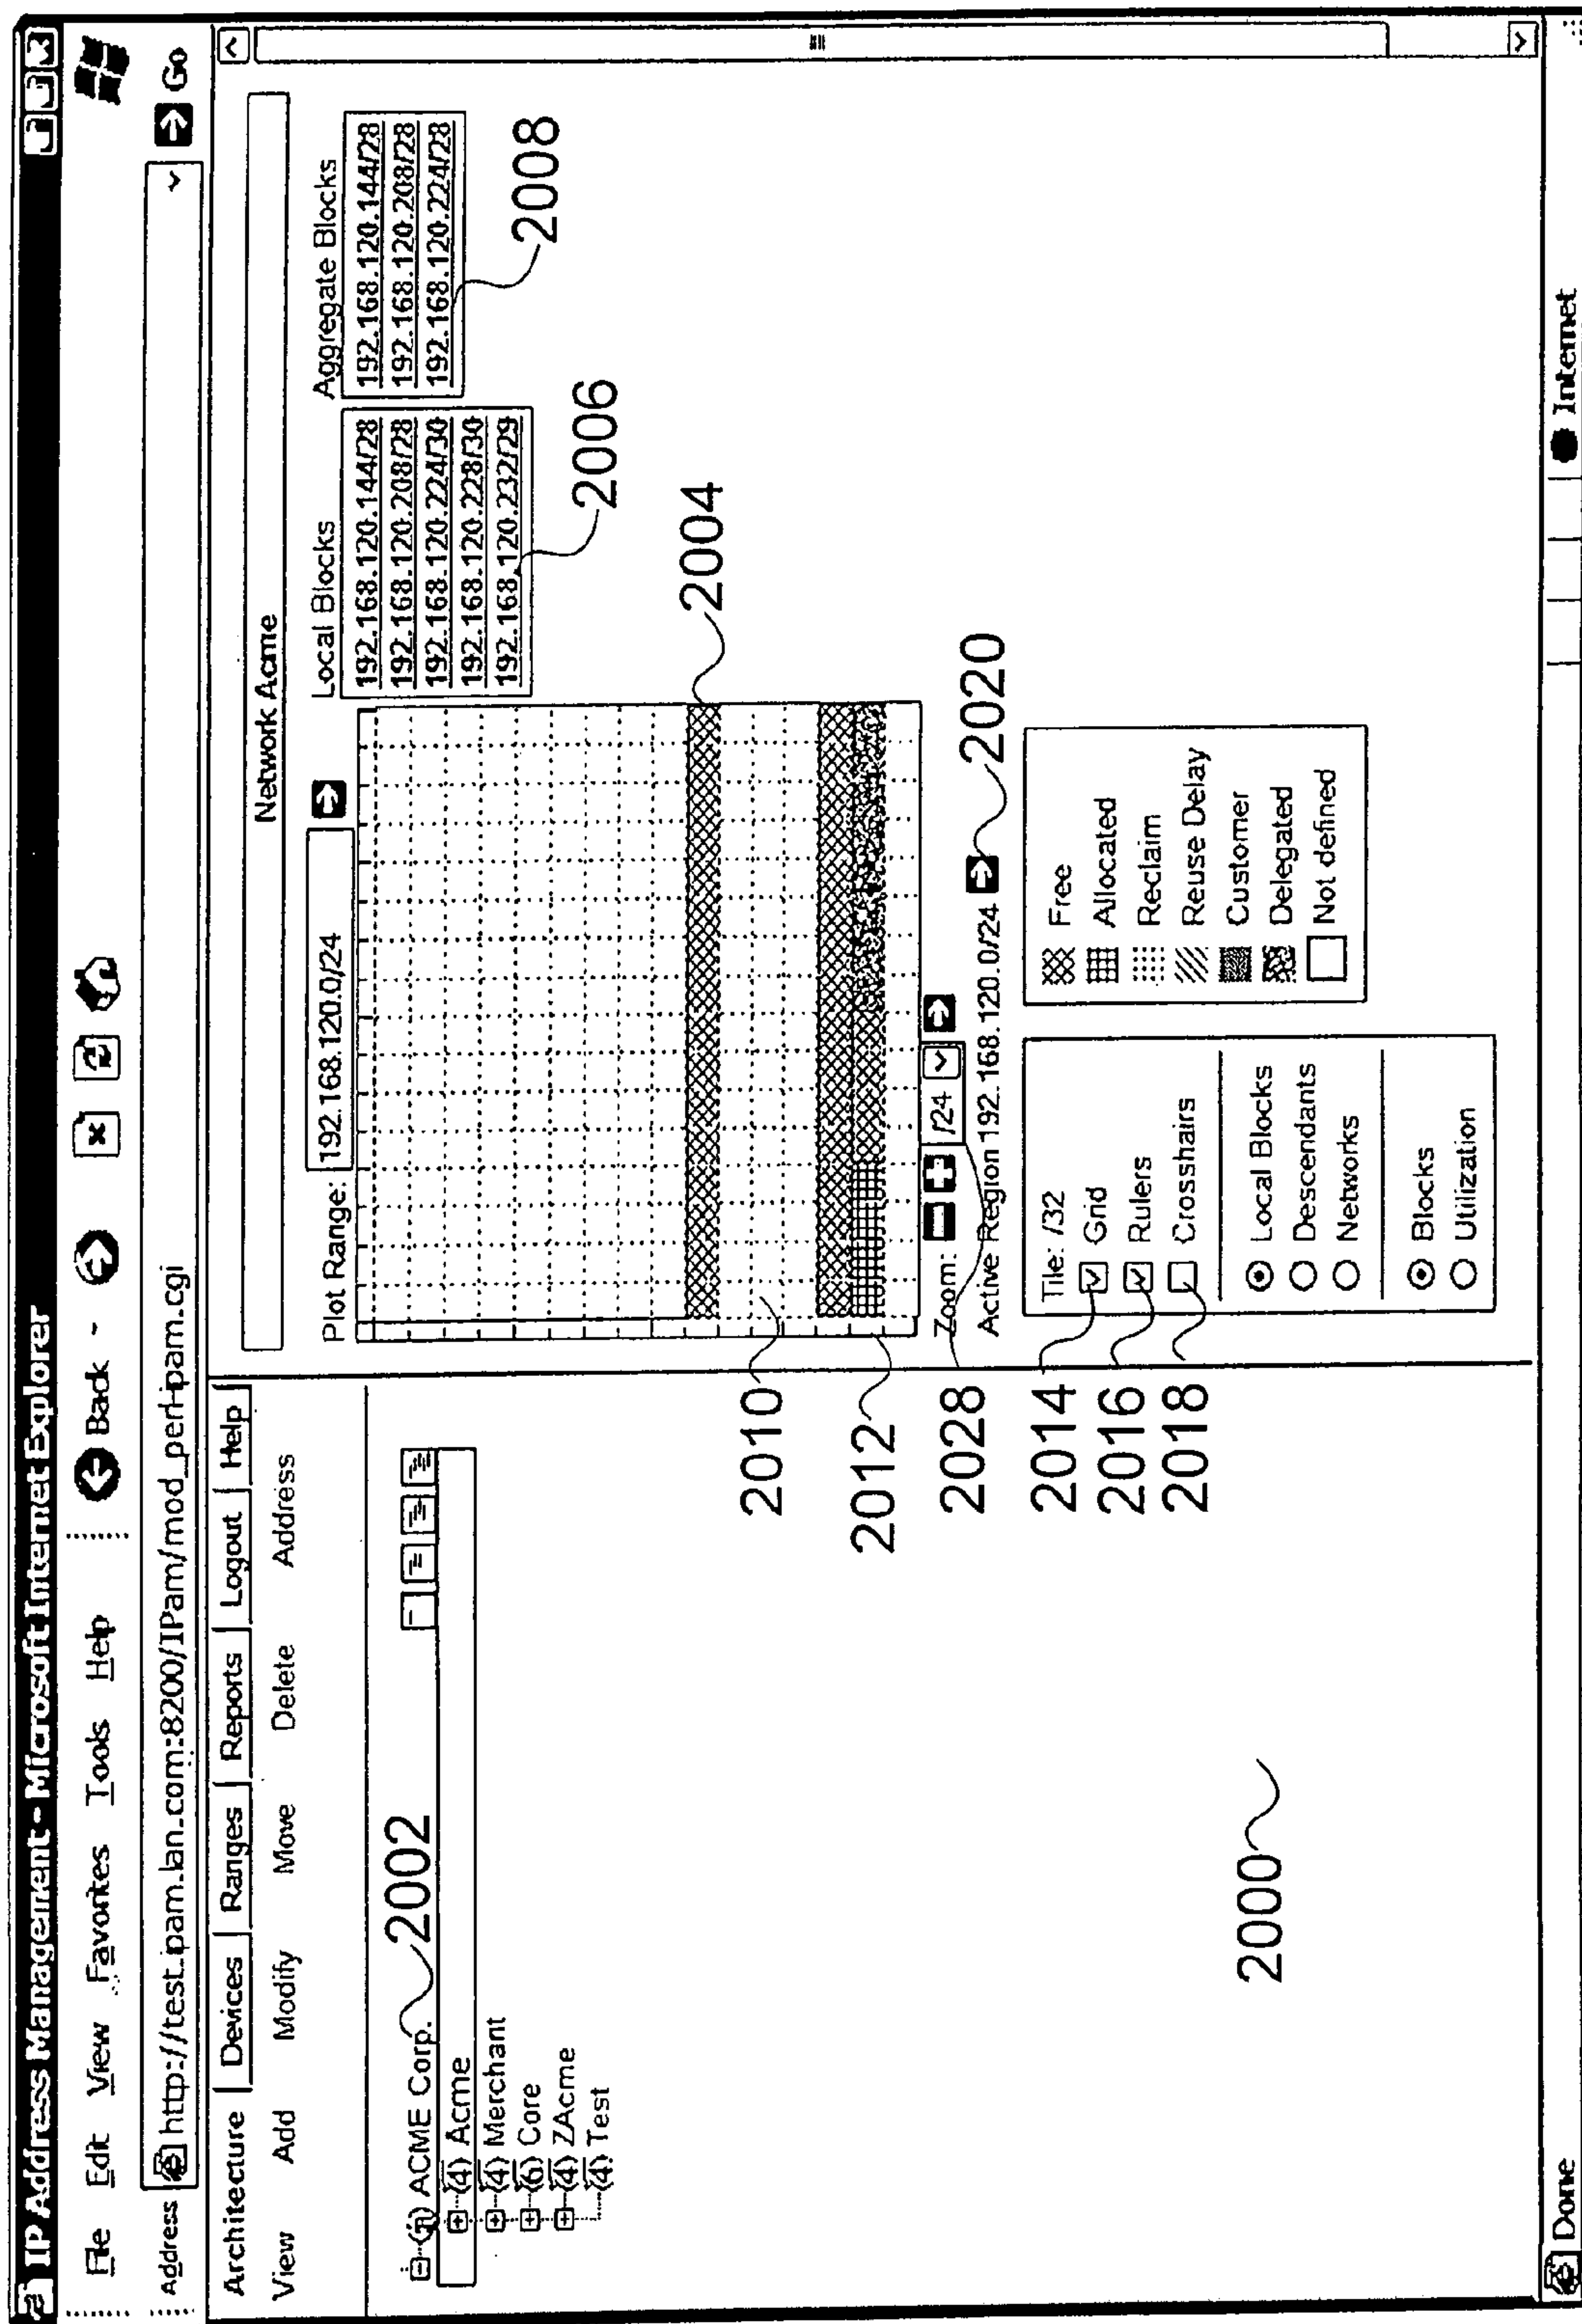 IP Address Management - Microsoft Internet Explorer
File Edit View Favorites Tools Help
Back -
Address http://test.ipam.lan.com:8200/IPam/mod_perl-ipam.cgi
Go
Architecture Devices Ranges Reports Logout Help
View Add Modify Move Delete Address
2002
ACME Corp.
(4) Acme
(4) Merchant
(6) Core
(4) ZAcme
(4) Test
2000
Network Acme
Plot Range: 192.168.120.0/24
Local Blocks
192.168.120.144/28
192.168.120.208/28
192.168.120.224/30
192.168.120.228/30
192.168.120.232/29
2006
Aggregate Blocks
192.168.120.144/28
192.168.120.208/28
192.168.120.224/28
2008
2004
2010
2012
Zoom: /24
2028
Active Region 192.168.120.0/24
2020
Tile: /32
2014
Grid
2016
Rulers
2018
Crosshairs
Local Blocks
Descendants
Networks
Blocks
Utilization
Free
Allocated
Reclaim
Reuse Delay
Customer
Delegated
Not defined
Done
Internet